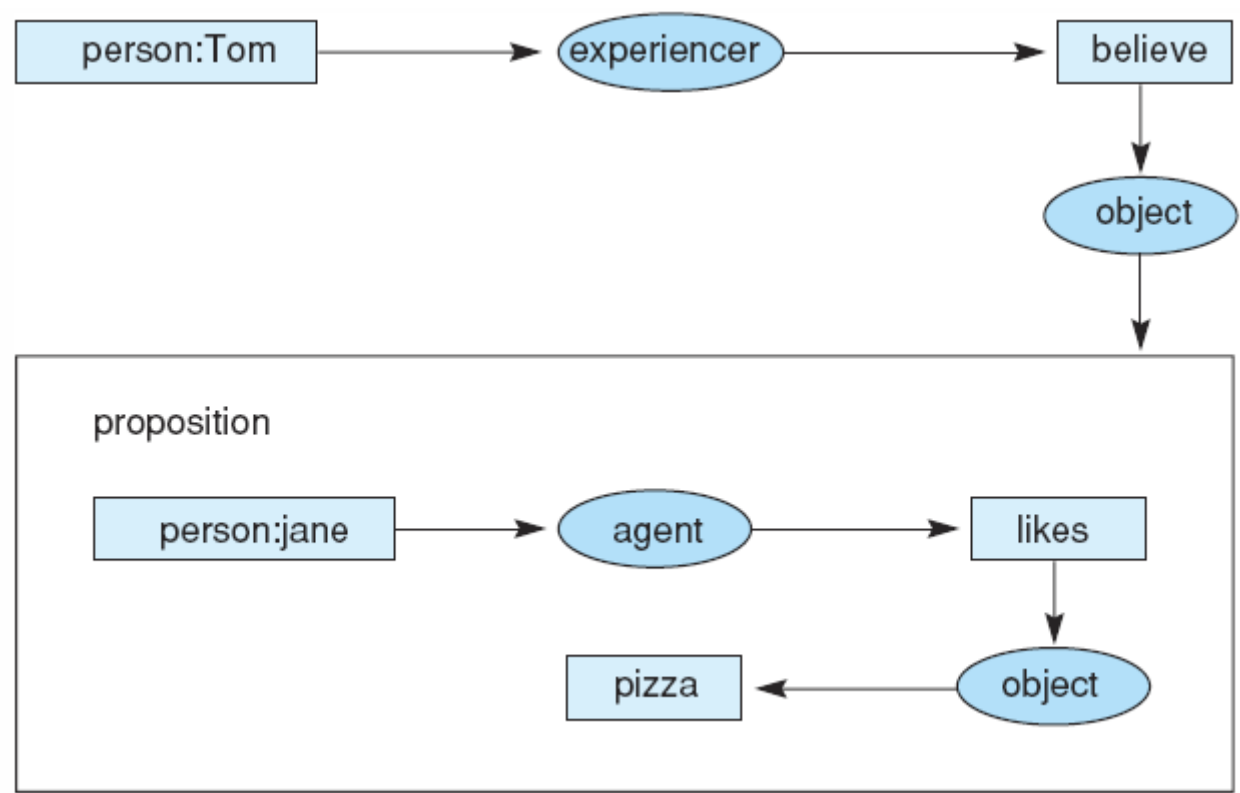 person:Tom
experiencer
believe
object
proposition
person:jane
agent
likes
pizza
object